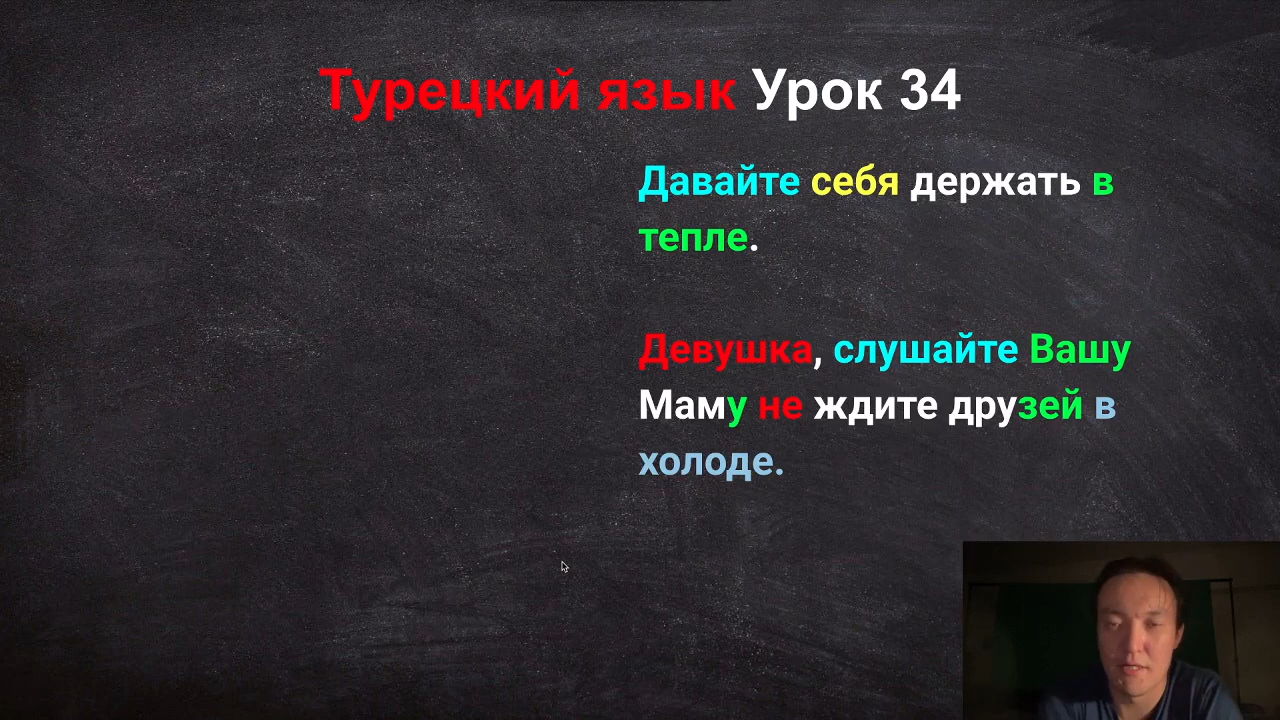 Турецкий язык Урок 34
Давайте себя держать в
тепле.
Девушка, слушайте Вашу
Маму не ждите друзей в
холоде.